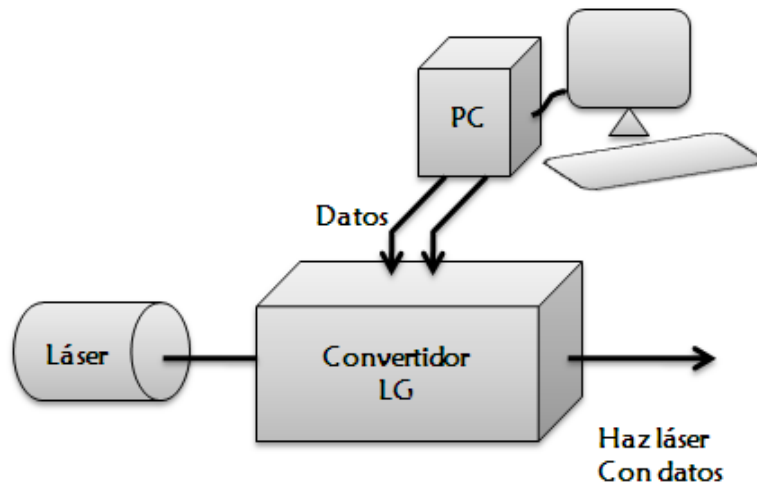 PC
Datos
Láser
Convertidor
LG
Haz láser
Con datos